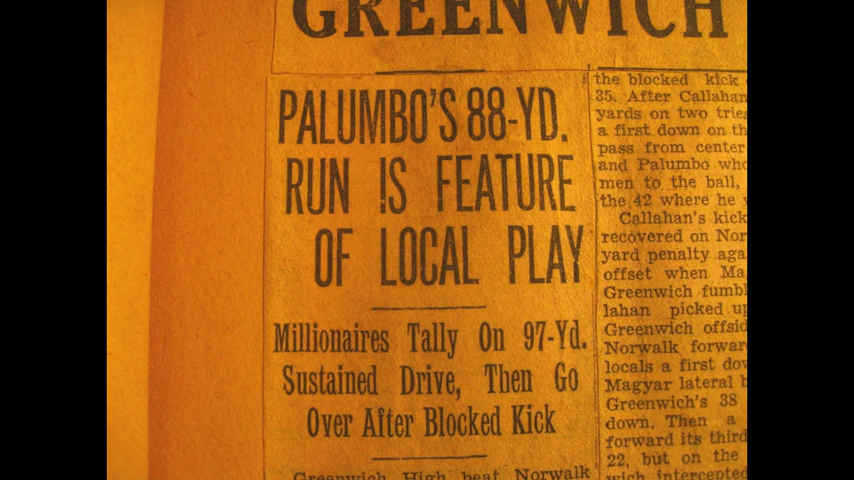 GREENWICH
PALUMBO'S 88-YD.
RUN IS FEATURE
OF LOCAL PLAY
Millionaires Tally On 97-Yd.
Sustained Drive, Then Go
Over After Blocked Kick
Greenwich High beat Norwalk
the blocked kick
35. After Callahan
yards on two tries
a first down on th
pass from center
and Palumbo who
men to the ball,
the 42 where he
Callahan's kick
recovered on Nor
yard penalty aga
offset when Ma
Greenwich fumbl
lahan picked up
Greenwich offsid
Norwalk forward
locals a first dow
Magyar lateral b
Greenwich's 38
down. Then a
forward its third
22, but on the
wich intercepted